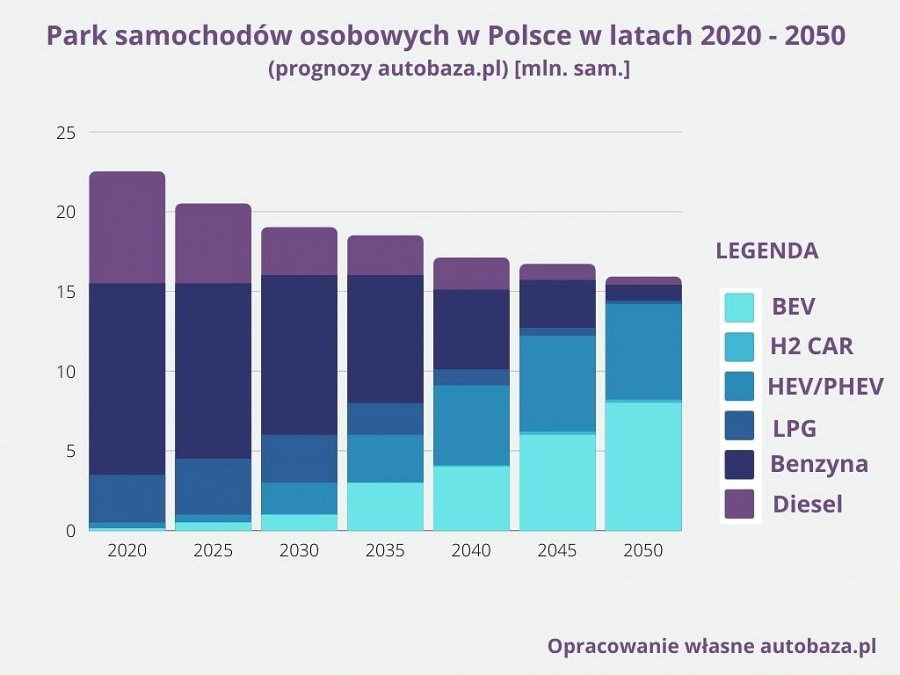 Park samochodów osobowych w Polsce w latach 2020 - 2050
(prognozy autobaza.pl) [mln. sam.]
25
20
15
10
5
0
2020 2025 2030 2035 2040 2045 2050
LEGENDA
BEV
H2 CAR
HEV/PHEV
LPG
Benzyna
Diesel
Opracowanie własne autobaza.pl